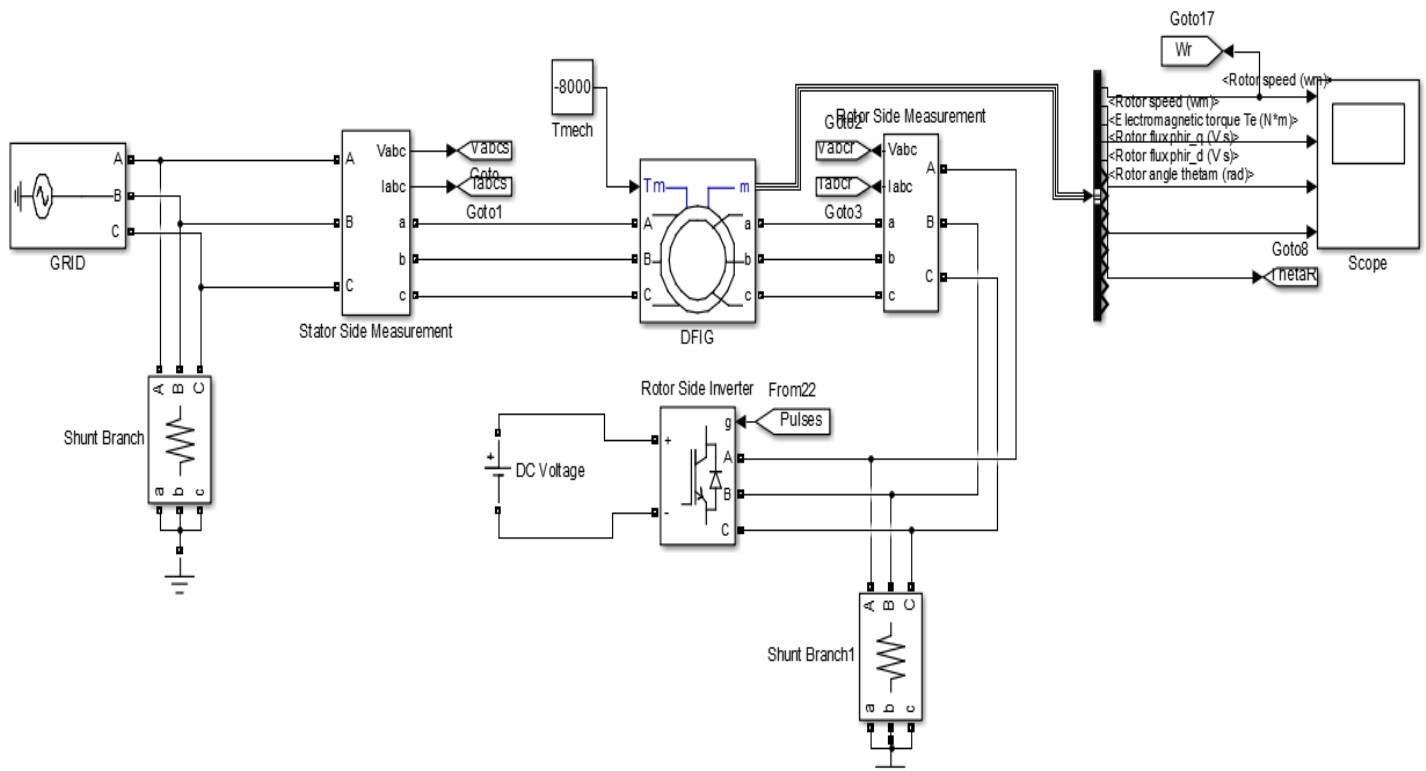 Goto17
Wr
<Rotor speed (wm)>
-8000
Tmech
<Rotor speed (wm)>
<Electromagnetic torque Te (N*m)>
<Rotor flux phir_q (V s)>
<Rotor flux phir_d (V s)>
<Rotor angle thetam (rad)>
Goto2
Rotor Side Measurement
Vabcr
Iabcr
Goto3
Vabc
Iabc
A
B
C
a
b
c
A
B
C
GRID
A
B
C
Vabc
Iabc
a
b
c
Vabcs
Goto
Iabcs
Goto1
Stator Side Measurement
Tm
m
A
B
C
a
b
c
DFIG
Goto8
ThetaR
Scope
A B C
Shunt Branch
a b c
Rotor Side Inverter
From22
Pulses
g
+
A
B
-
C
+
DC Voltage
A B C
Shunt Branch1
a b c